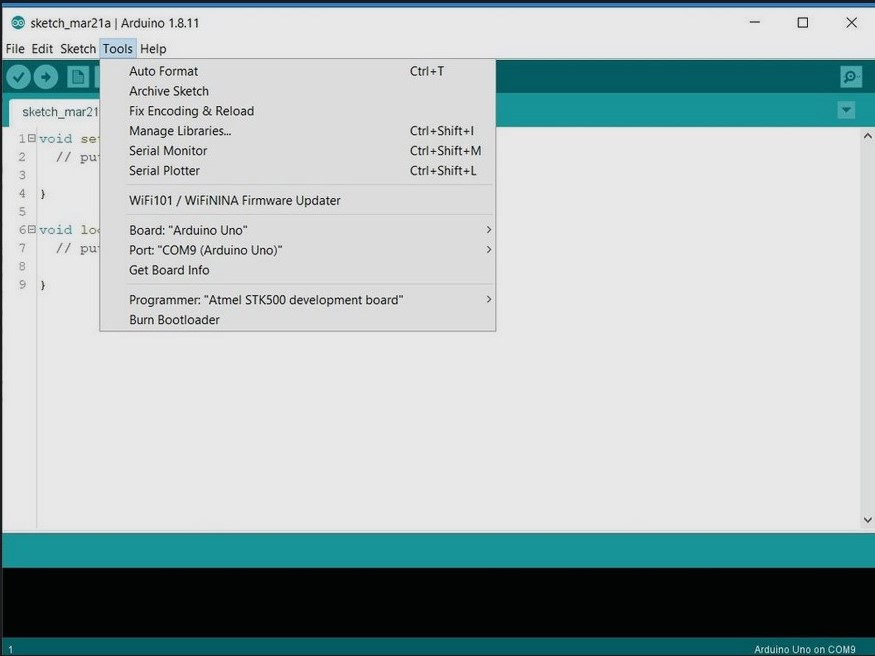 sketch_mar21a | Arduino 1.8.11
File Edit Sketch Tools Help
Auto Format Ctrl+T
Archive Sketch
Fix Encoding & Reload
Manage Libraries... Ctrl+Shift+I
Serial Monitor Ctrl+Shift+M
Serial Plotter Ctrl+Shift+L
WiFi101 / WiFiNINA Firmware Updater
Board: "Arduino Uno"
Port: "COM9 (Arduino Uno)"
Get Board Info
Programmer: "Atmel STK500 development board"
Burn Bootloader
sketch_mar21
1 void set
2 // put
3
4 }
5
6 void loo
7 // put
8
9 }
1 Arduino Uno on COM9